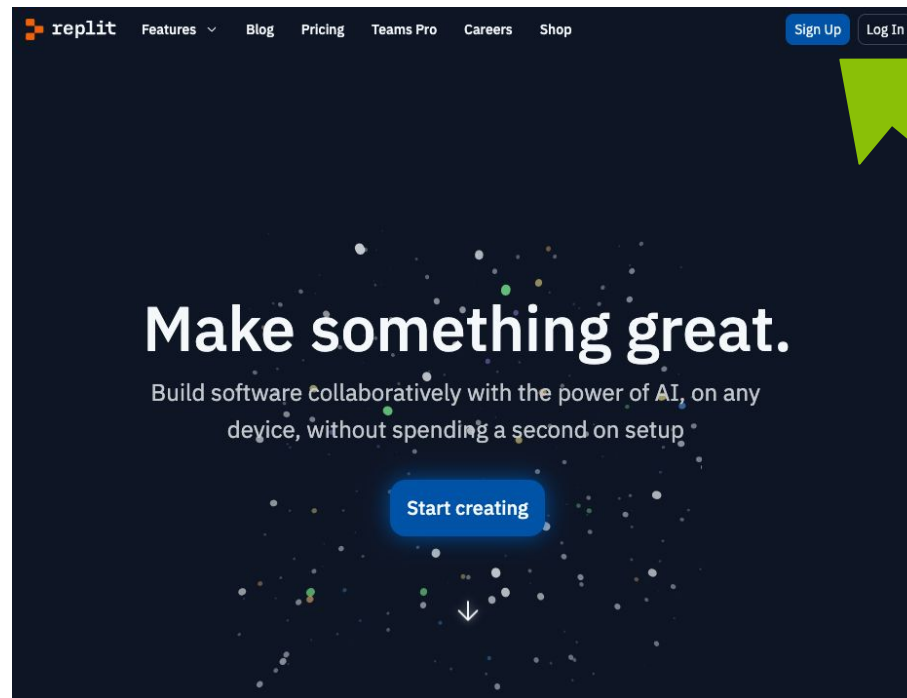 replit Features Blog Pricing Teams Pro Careers Shop Sign Up Log In
Make something great.
Build software collaboratively with the power of AI, on any
device, without spending a second on setup
Start creating